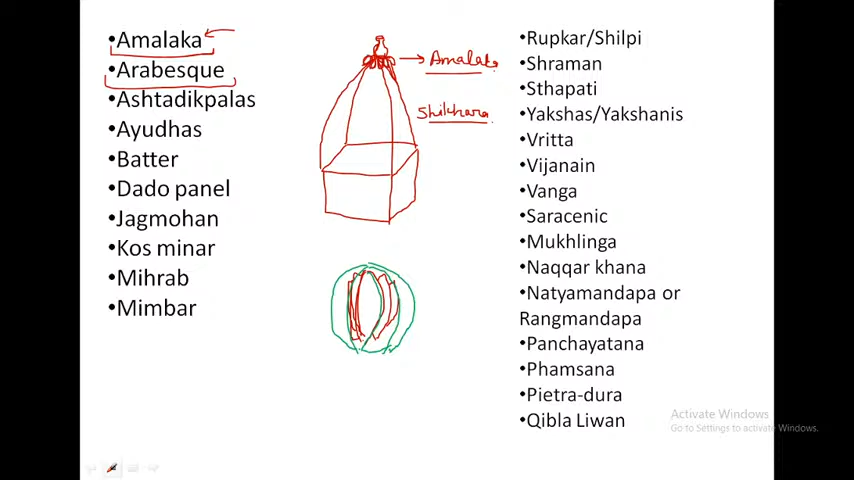 •Amalaka
•Arabesque
•Ashtadikpalas
•Ayudhas
•Batter
•Dado panel
•Jagmohan
•Kos minar
•Mihrab
•Mimbar
Amalaka
Shikhara
•Rupkar/Shilpi
•Shraman
•Sthapati
•Yakshas/Yakshanis
•Vritta
•Vijanain
•Vanga
•Saracenic
•Mukhlinga
•Naqqar khana
•Natyamandapa or
Rangmandapa
•Panchayatana
•Phamsana
•Pietra-dura
•Qibla Liwan
Activate Windows
Go to Settings to activate Windows.